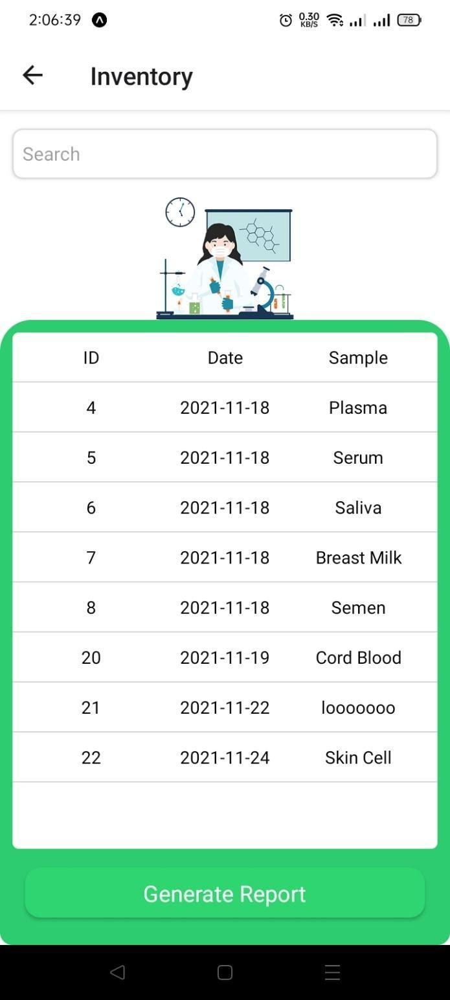 2:06:39 0.30 KB/S 78
Inventory
Search
ID Date Sample
4 2021-11-18 Plasma
5 2021-11-18 Serum
6 2021-11-18 Saliva
7 2021-11-18 Breast Milk
8 2021-11-18 Semen
20 2021-11-19 Cord Blood
21 2021-11-22 looooooo
22 2021-11-24 Skin Cell
Generate Report